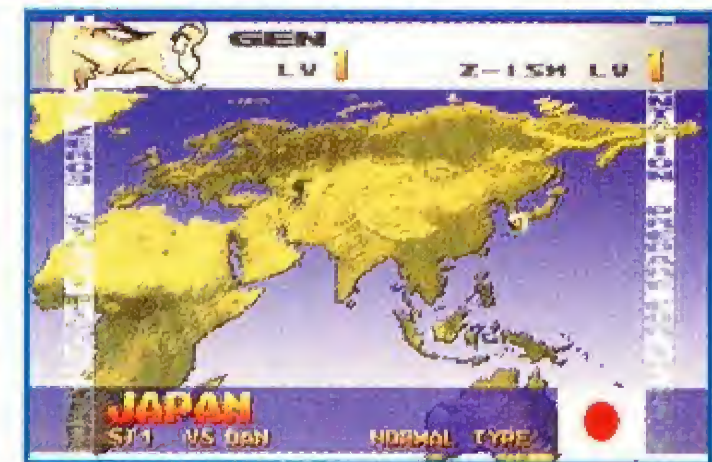 GEN
LV 1
Z-ISM LV 1
JAPAN
ST1 VS DAN NORMAL TYPE